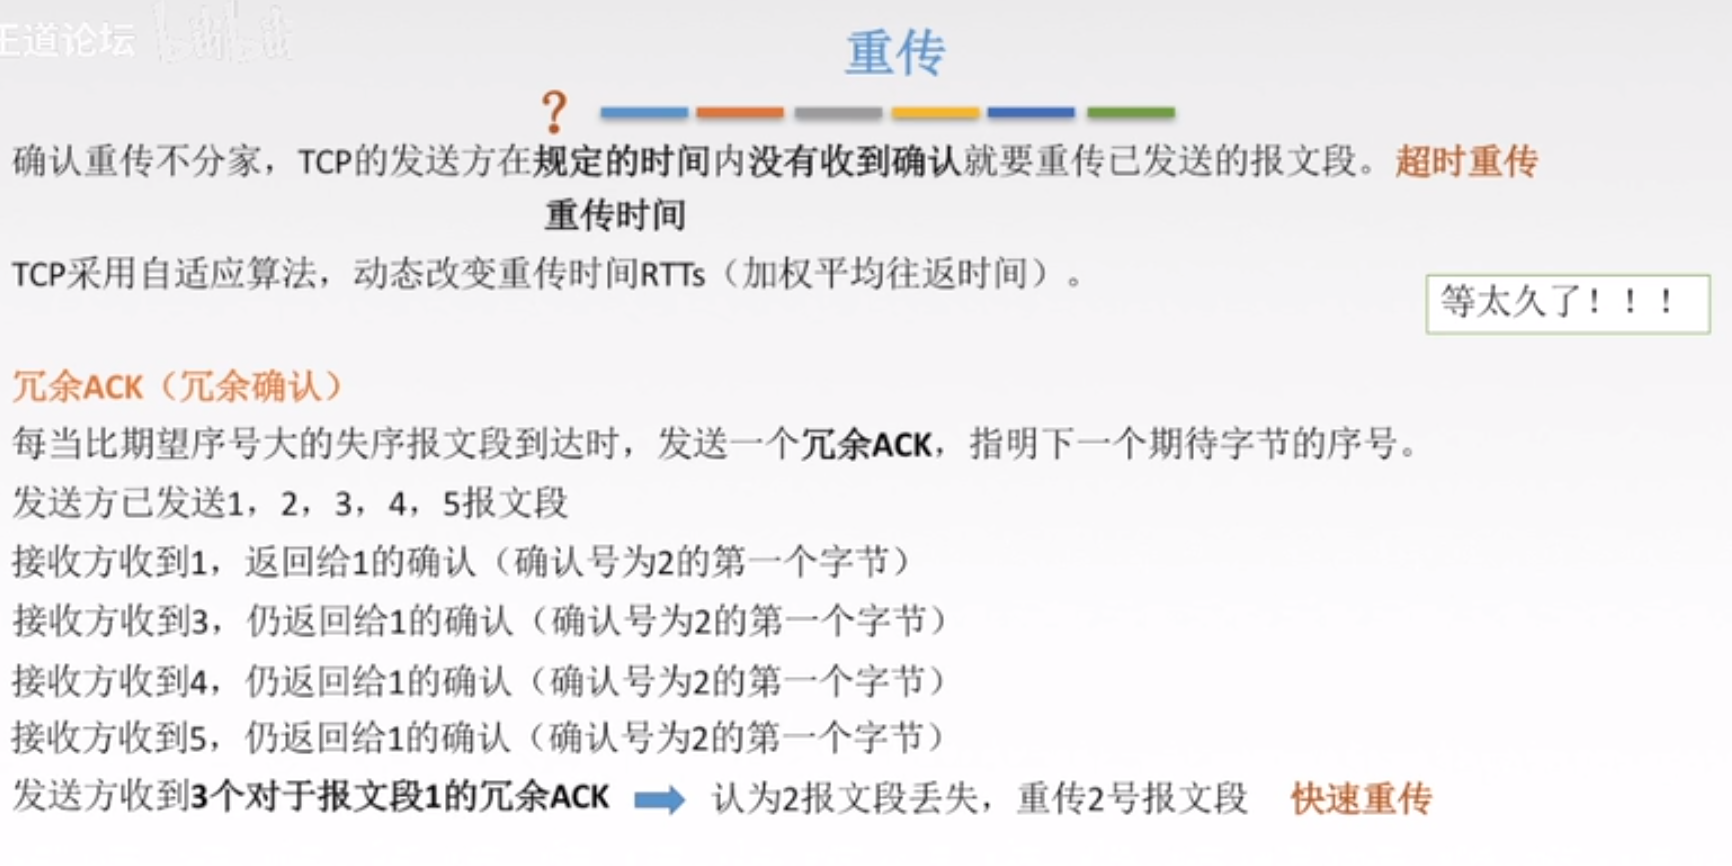 王道论坛 bilibili
重传
?
确认重传不分家，TCP的发送方在规定的时间内没有收到确认就要重传已发送的报文段。超时重传
重传时间
TCP采用自适应算法，动态改变重传时间RTTs（加权平均往返时间）。
等太久了！！！
冗余ACK（冗余确认）
每当比期望序号大的失序报文段到达时，发送一个冗余ACK，指明下一个期待字节的序号。
发送方已发送1，2，3，4，5报文段
接收方收到1，返回给1的确认（确认号为2的第一个字节）
接收方收到3，仍返回给1的确认（确认号为2的第一个字节）
接收方收到4，仍返回给1的确认（确认号为2的第一个字节）
接收方收到5，仍返回给1的确认（确认号为2的第一个字节）
发送方收到3个对于报文段1的冗余ACK 认为2报文段丢失，重传2号报文段 快速重传